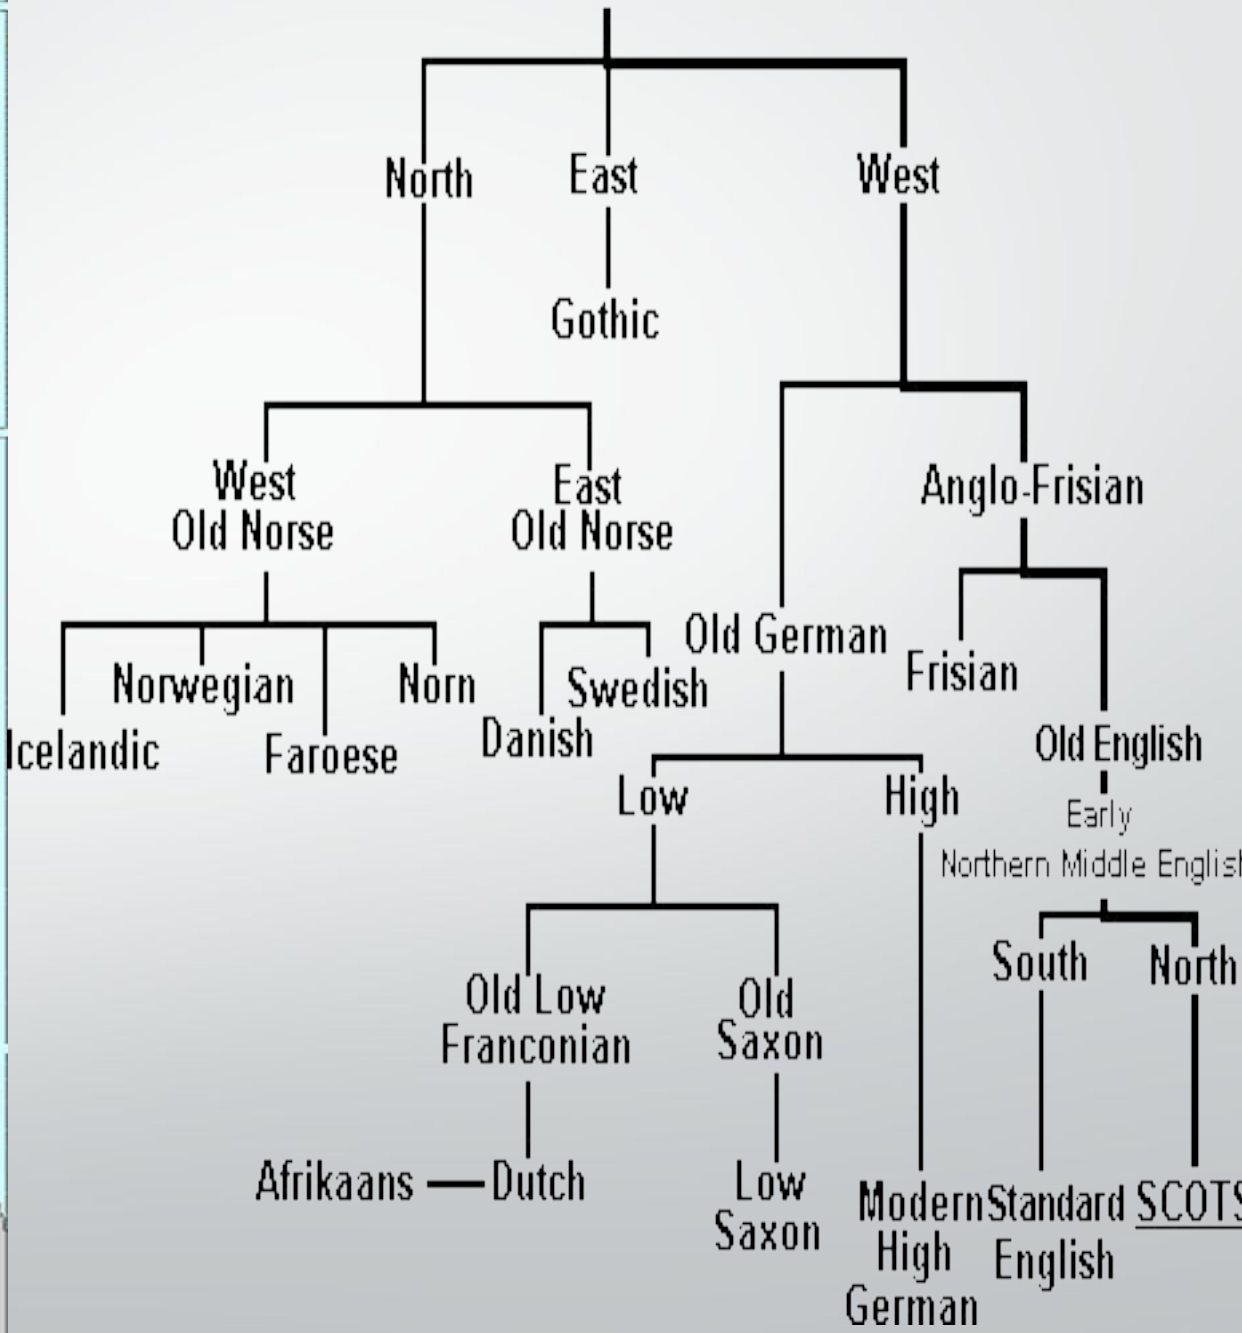 North
East
West
Gothic
West
Old Norse
East
Old Norse
Anglo-Frisian
Old German
Frisian
Norwegian
Norn
Swedish
Icelandic
Faroese
Danish
Old English
Low
High
Early
Northern Middle English
South
North
Old Low
Franconian
Old
Saxon
Afrikaans
Dutch
Low
Saxon
Modern
High
German
Standard
English
SCOTS